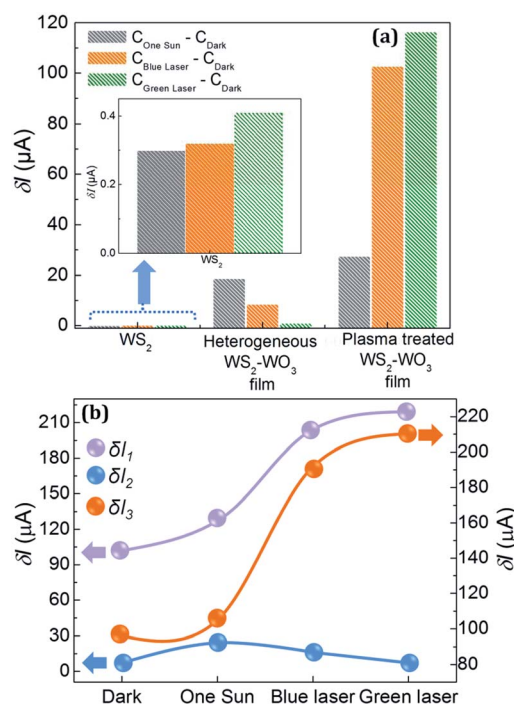 (a)
C One Sun - C Dark
C Blue Laser - C Dark
C Green Laser - C Dark
δI (μA)
120
100
80
60
40
20
0
δI (μA)
0.4
0.2
0.0
WS2
WS2
Heterogeneous
WS2-WO3
film
Plasma treated
WS2-WO3
film
(b)
δI1
δI2
δI3
δI (μA)
210
180
150
120
90
60
30
0
220
200
180
160
140
120
100
80
δI (μA)
Dark
One Sun
Blue laser
Green laser